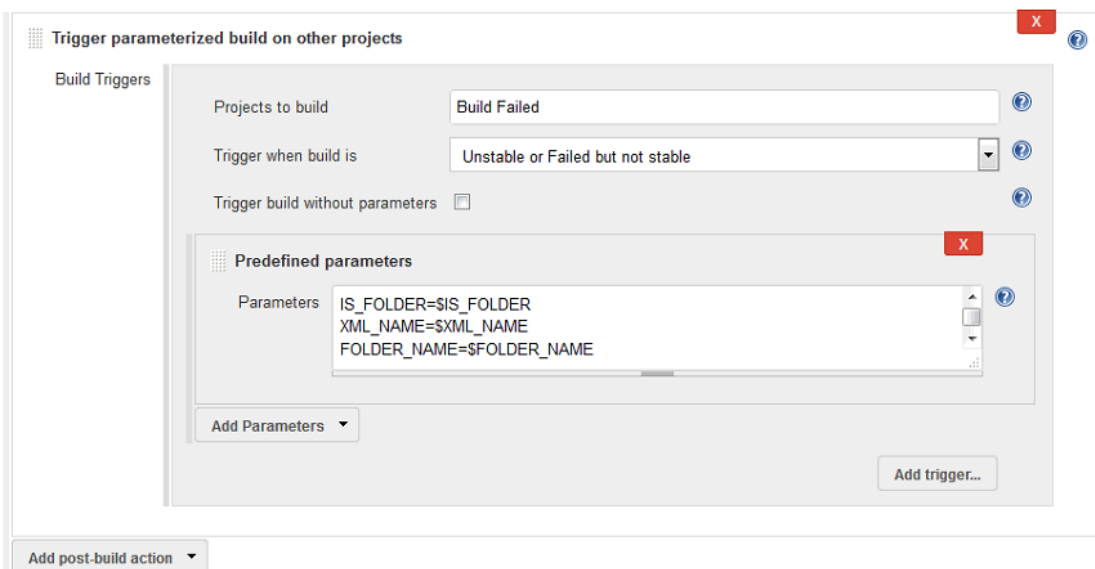 X
Trigger parameterized build on other projects
Build Triggers
Projects to build Build Failed
Trigger when build is Unstable or Failed but not stable
Trigger build without parameters
X
Predefined parameters
Parameters IS_FOLDER=$IS_FOLDER
XML_NAME=$XML_NAME
FOLDER_NAME=$FOLDER_NAME
Add Parameters
Add trigger...
Add post-build action